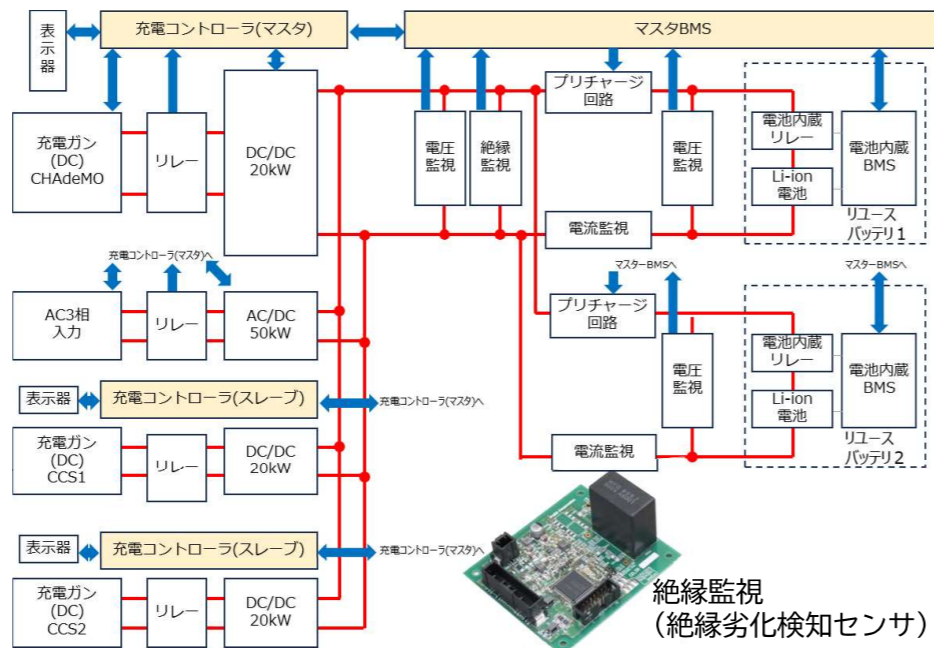 充電コントローラ(マスタ)
マスタBMS
表
示
器
充電ガン
(DC)
CHAdeMO
リレー
DC/DC
20kW
電圧
監視
絶縁
監視
プリチャージ
回路
電圧
監視
電流監視
電池内蔵
リレー
Li-ion
電池
電池内蔵
BMS
リユース
バッテリ1
充電コントローラ(マスタ)へ
AC3相
入力
リレー
AC/DC
50kW
マスターBMSへ
マスターBMSへ
プリチャージ
回路
電圧
監視
電流監視
電池内蔵
リレー
Li-ion
電池
電池内蔵
BMS
リユース
バッテリ2
表示器
充電コントローラ(スレーブ)
充電コントローラ(マスタ)へ
充電ガン
(DC)
CCS1
リレー
DC/DC
20kW
表示器
充電コントローラ(スレーブ)
充電コントローラ(マスタ)へ
充電ガン
(DC)
CCS2
リレー
DC/DC
20kW
絶縁監視
(絶縁劣化検知センサ)